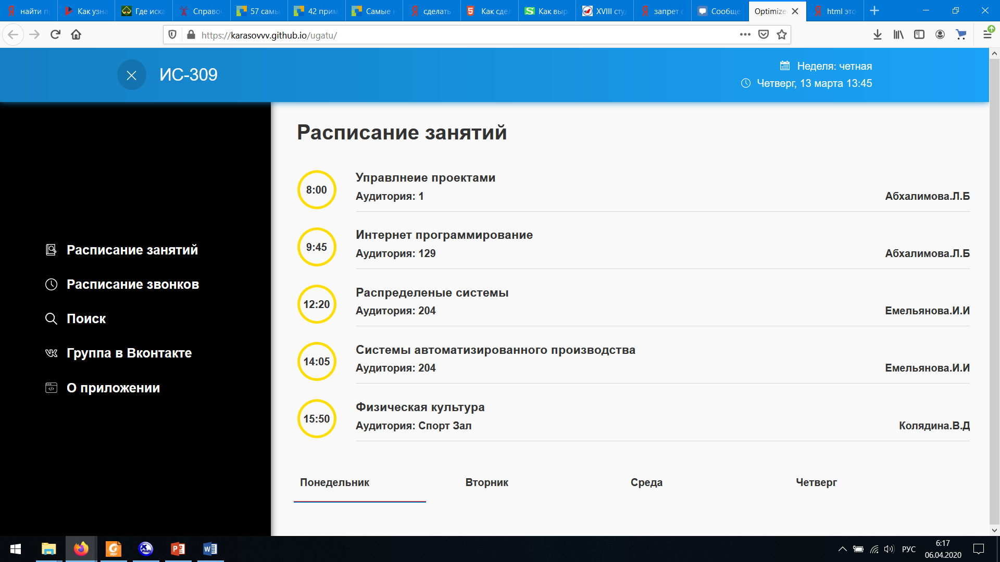 найти п
Как узна
Где иска
Справоч
57 самы
42 прим
Самые н
сделать
Как сдел
Как выр
XVIII сту
запрет с
Сообще
Optimize
html это
https://karasovvv.github.io/ugatu/
ИС-309
Неделя: четная
Четверг, 13 марта 13:45
Расписание занятий
Расписание звонков
Поиск
Группа в Вконтакте
О приложении
Расписание занятий
8:00
Управлнеие проектами
Аудитория: 1
Абхалимова.Л.Б
9:45
Интернет программирование
Аудитория: 129
Абхалимова.Л.Б
12:20
Распределеные системы
Аудитория: 204
Емельянова.И.И
14:05
Системы автоматизированного производства
Аудитория: 204
Емельянова.И.И
15:50
Физическая культура
Аудитория: Спорт Зал
Колядина.В.Д
Понедельник
Вторник
Среда
Четверг
РУС
6:17
06.04.2020